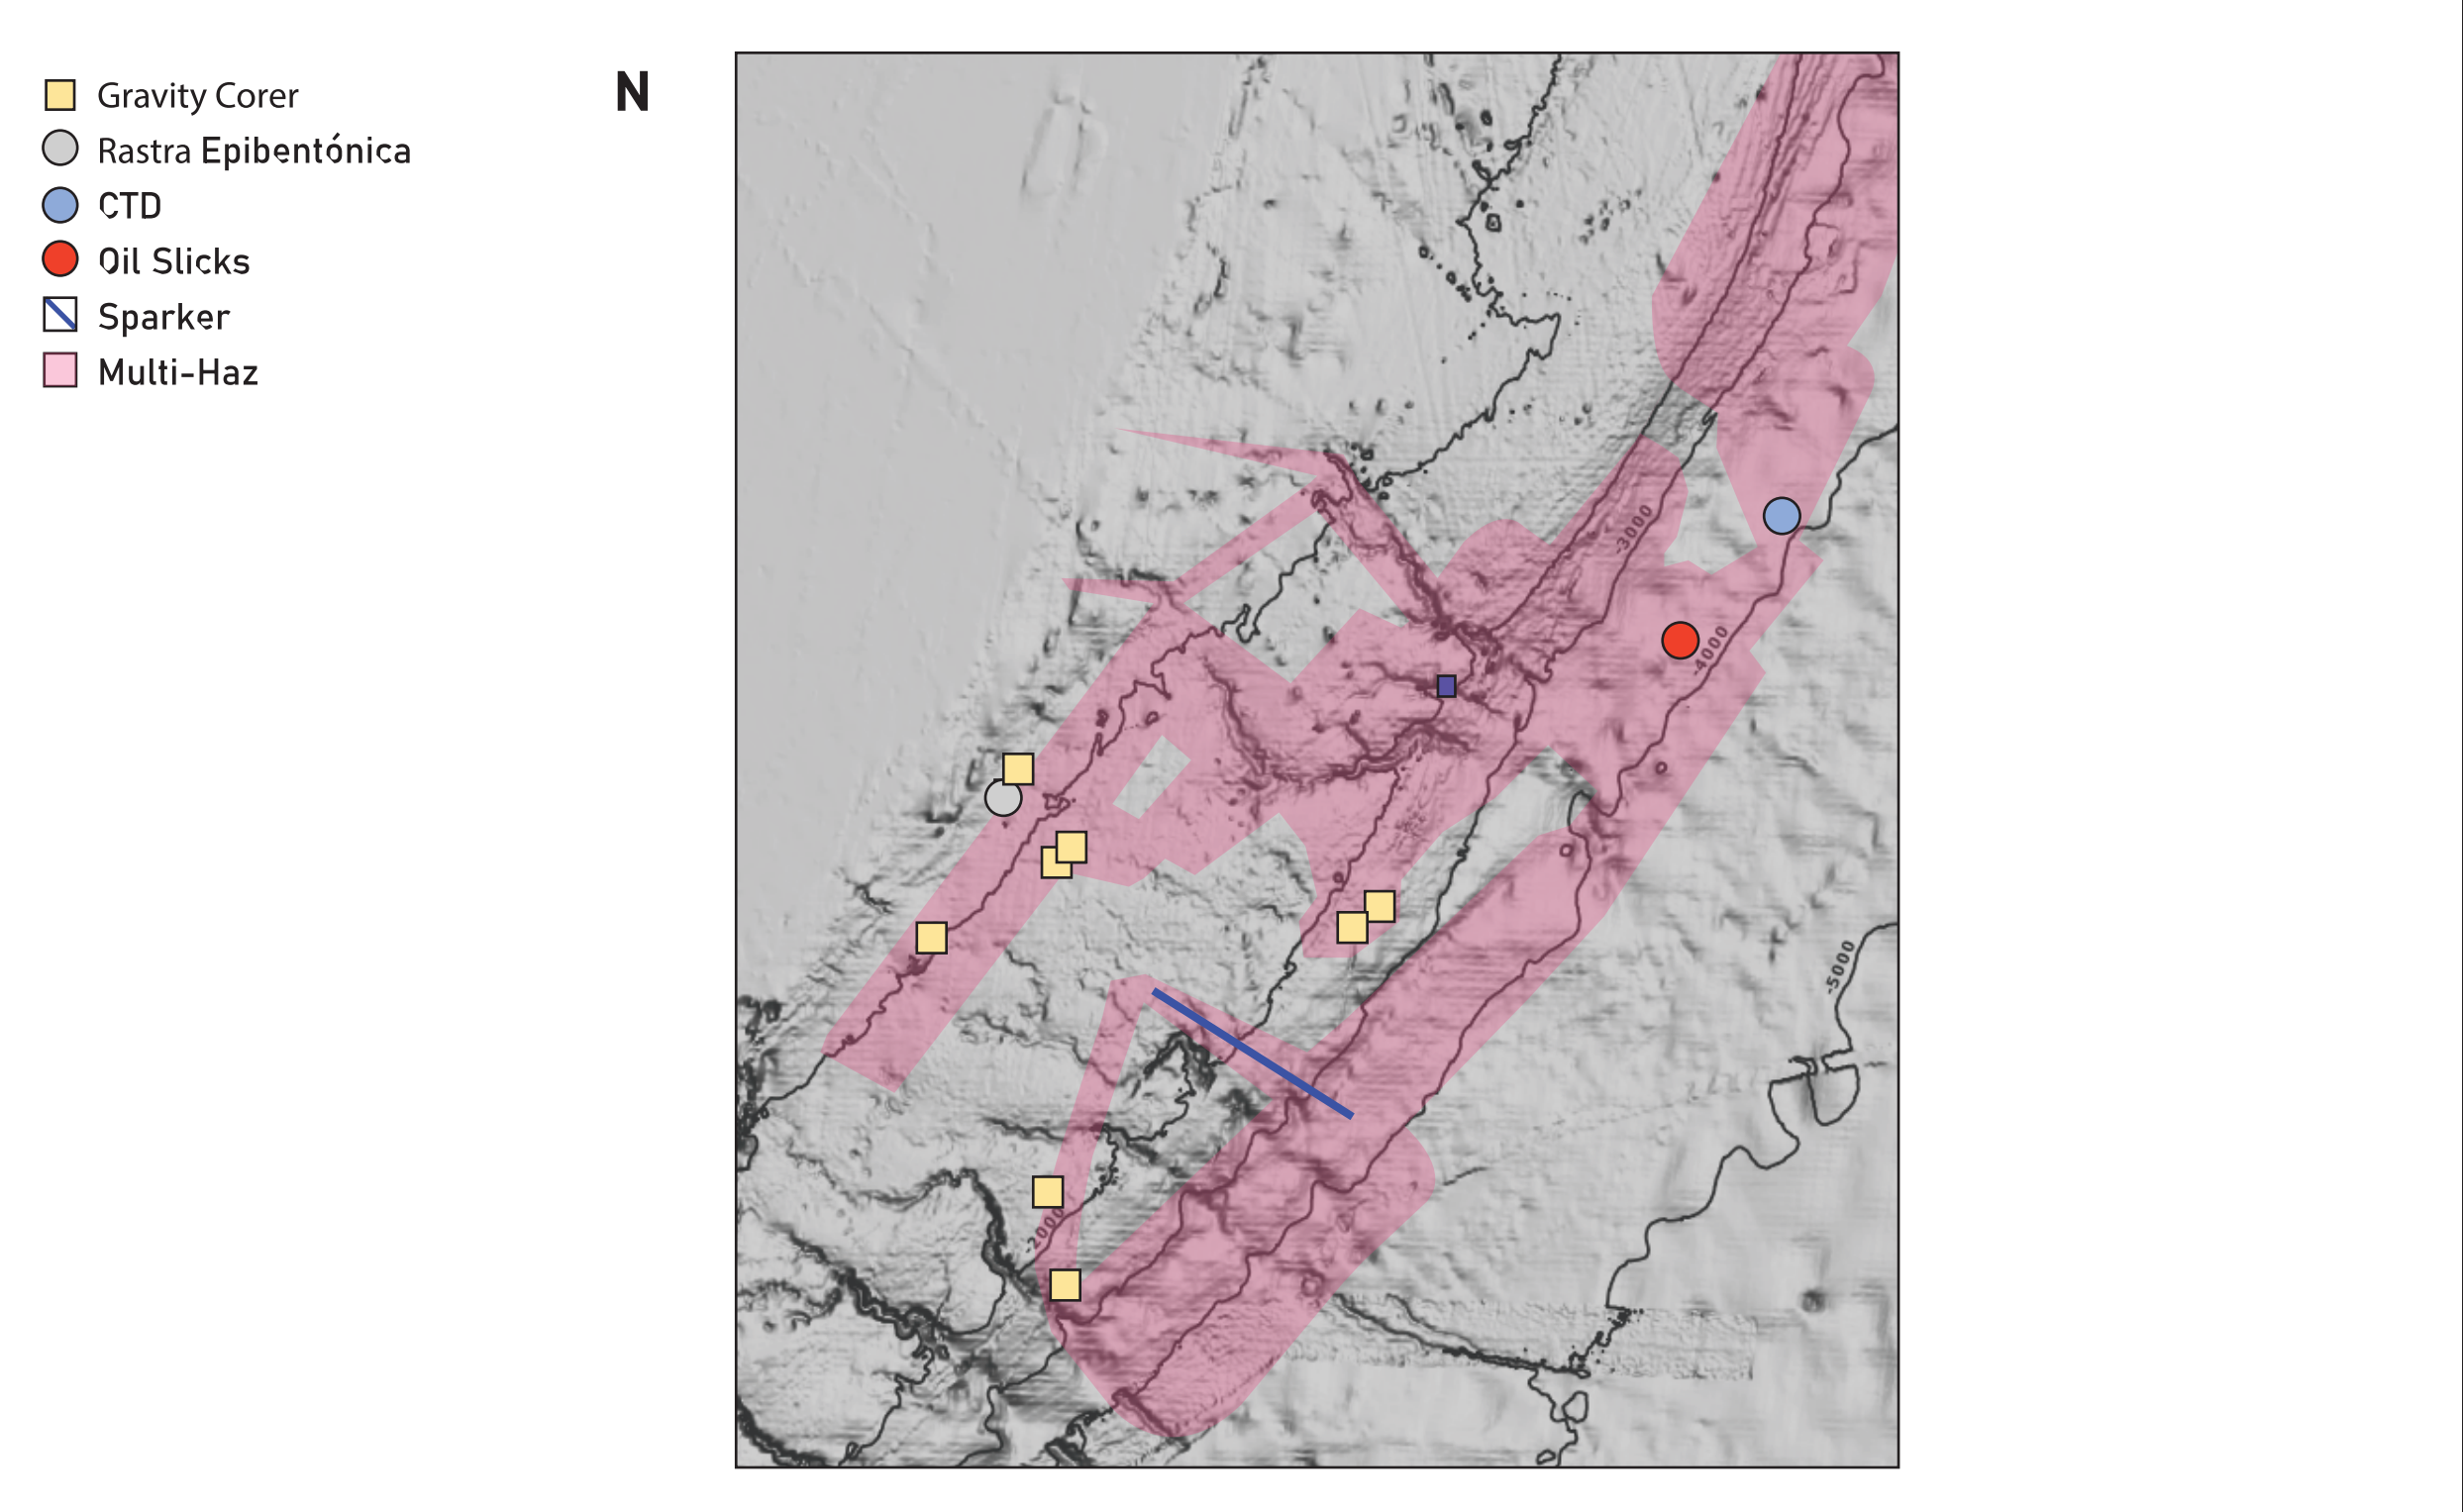 Gravity Corer
Rastra Epibentónica
CTD
Oil Slicks
Sparker
Multi-Haz
N
-3000
-4000
-5000
-2000